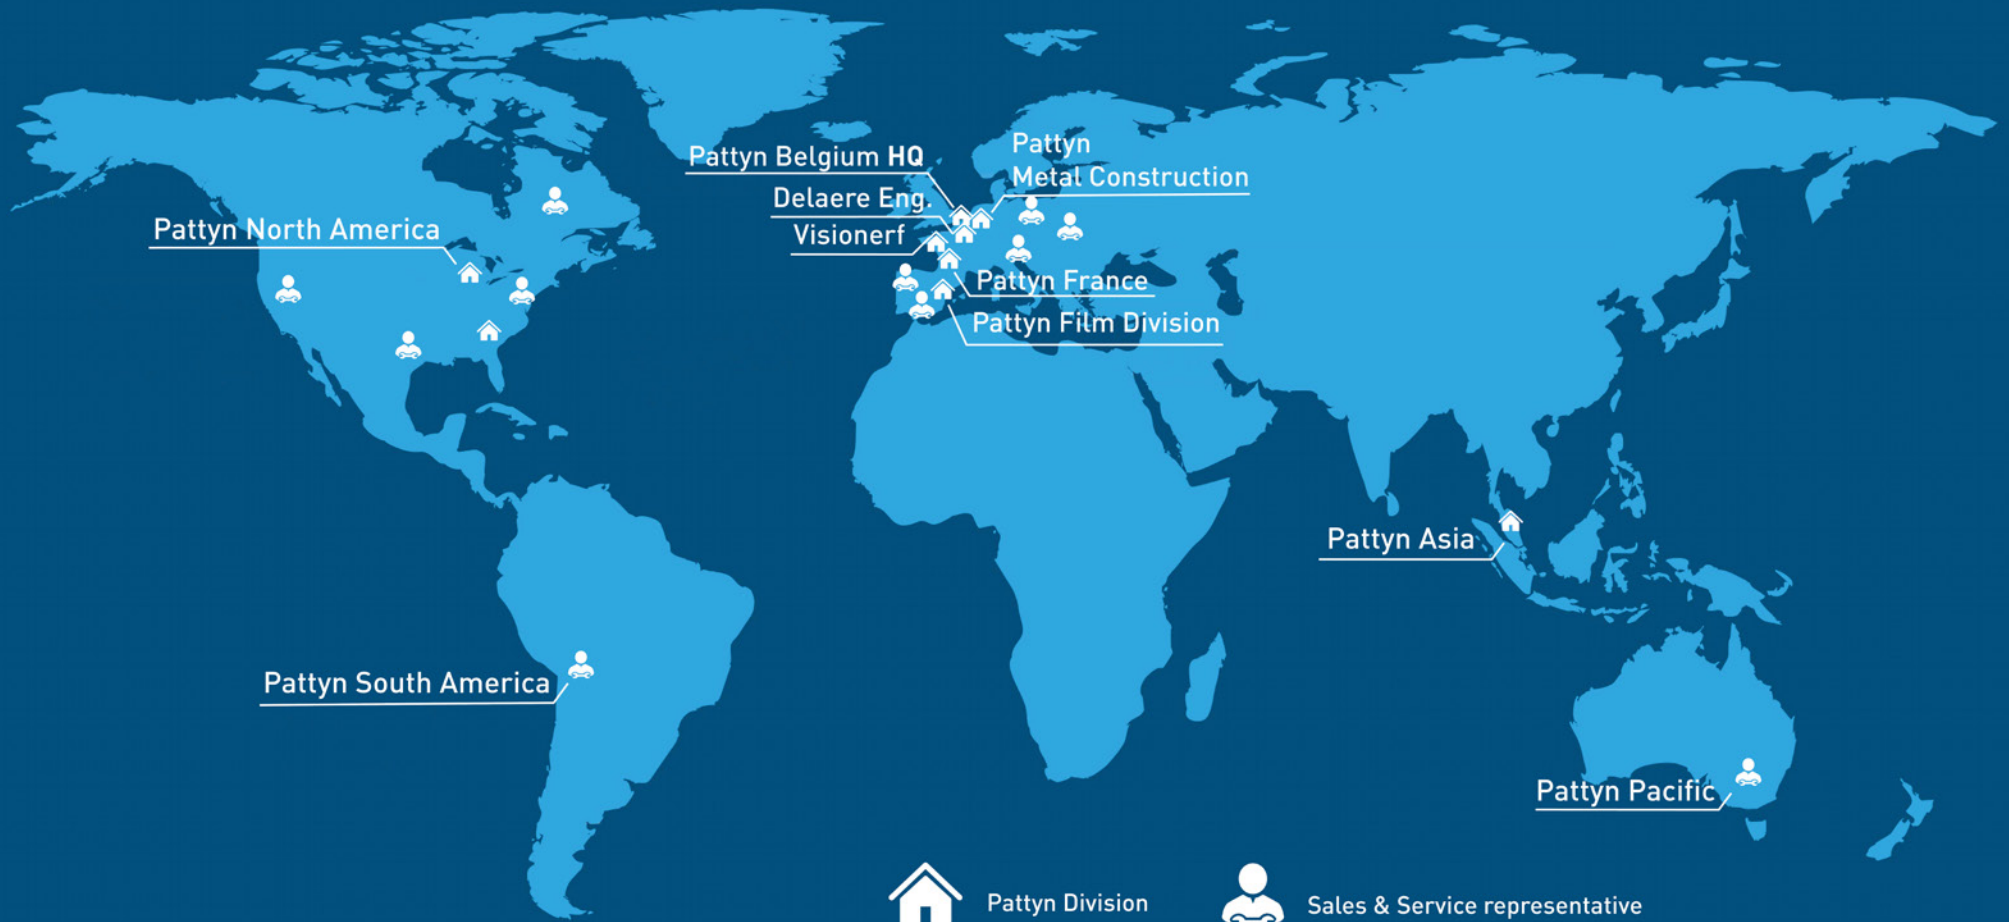 Pattyn Belgium HQ
Pattyn
Metal Construction
Delaere Eng.
Visionerf
Pattyn North America
Pattyn France
Pattyn Film Division
Pattyn Asia
Pattyn South America
Pattyn Pacific
Pattyn Division
Sales & Service representative